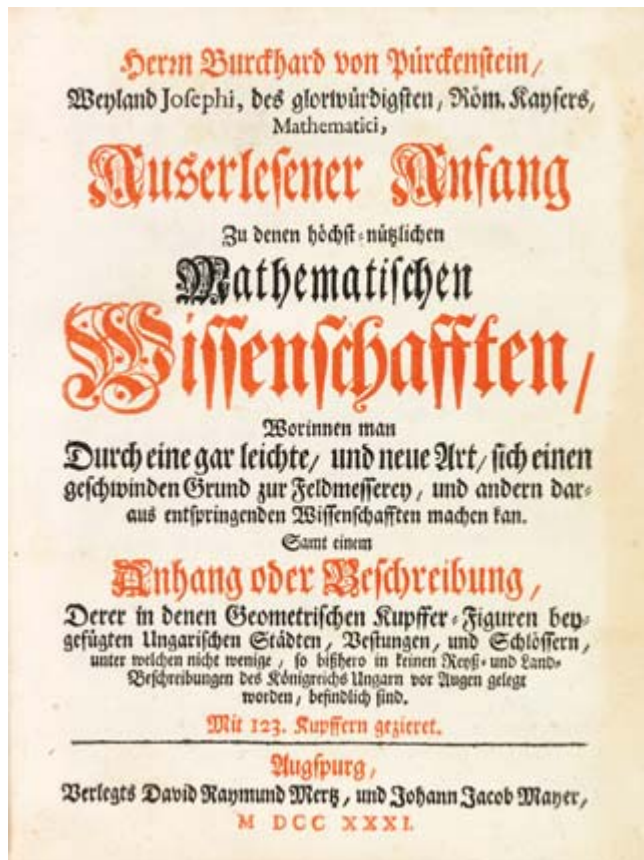 Herrn Burckhard von Pürckenstein/
Weyland Josephi, des glorwürdigsten, Röm. Kaysers,
Mathematici,
Auserlesener Anfang
Zu denen höchst-nützlichen
Mathematischen
Wissenschafften/
Worinnen man
Durch eine gar leichte/ und neue Art/ sich einen
geschwinden Grund zur Feldmesserey, und andern dar-
aus entspringenden Wissenschafften machen kan.
Samt einem
Anhang oder Beschreibung,
Derer in denen Geometrischen Kupffer-Figuren bey-
gefügten Ungarischen Städten, Vestungen, und Schlössern,
unter welchen nicht wenige, so bißhero in keinen Reyß- und Land-
Beschreibungen des Königreichs Ungarn vor Augen gelegt
worden, befindlich sind.
Mit 123. Kupffern gezieret.
Augspurg,
Verlegts David Raymund Mertz, und Johann Jacob Mayer,
M DCC XXXI.